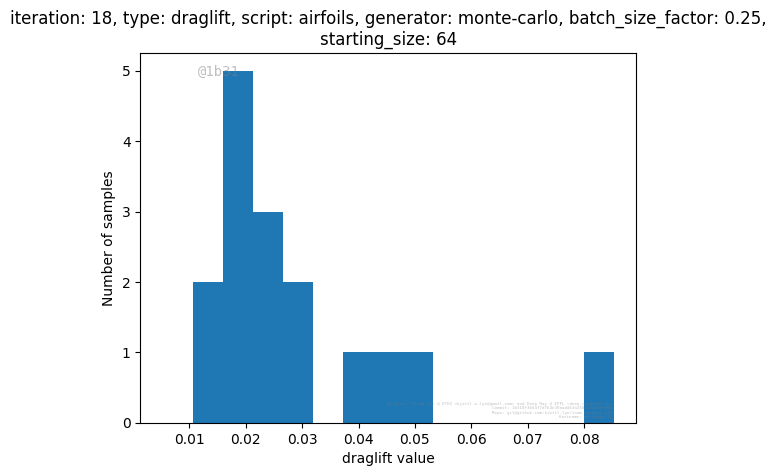 iteration: 18, type: draglift, script: airfoils, generator: monte-carlo, batch_size_factor: 0.25,
starting_size: 64
@1b31
5
4
3
2
1
0
Number of samples
0.01 0.02 0.03 0.04 0.05 0.06 0.07 0.08
draglift value